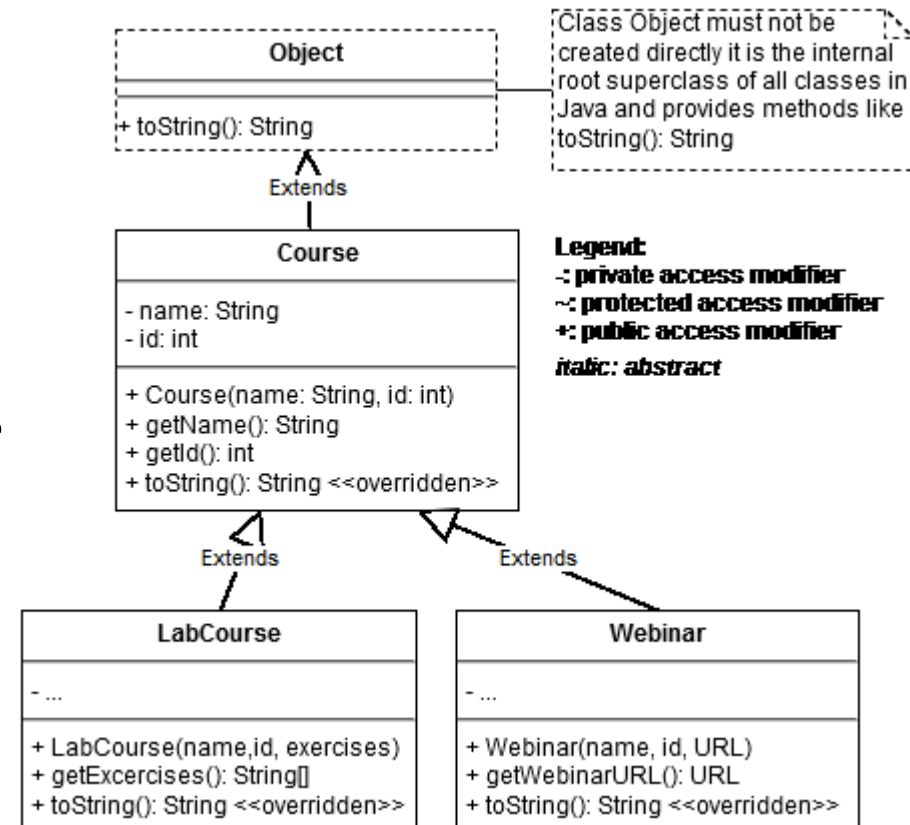 Object
+ toString(): String
Class Object must not be
created directly it is the internal
root superclass of all classes in
Java and provides methods like
toString(): String
Extends
Course
- name: String
- id: int
+ Course(name: String, id: int)
+ getName(): String
+ getId(): int
+ toString(): String <<overridden>>
Legend:
-: private access modifier
~: protected access modifier
+: public access modifier
italic: abstract
Extends
Extends
LabCourse
- ...
+ LabCourse(name,id, exercises)
+ getExcercises(): String[]
+ toString(): String <<overridden>>
Webinar
- ...
+ Webinar(name, id, URL)
+ getWebinarURL(): URL
+ toString(): String <<overridden>>